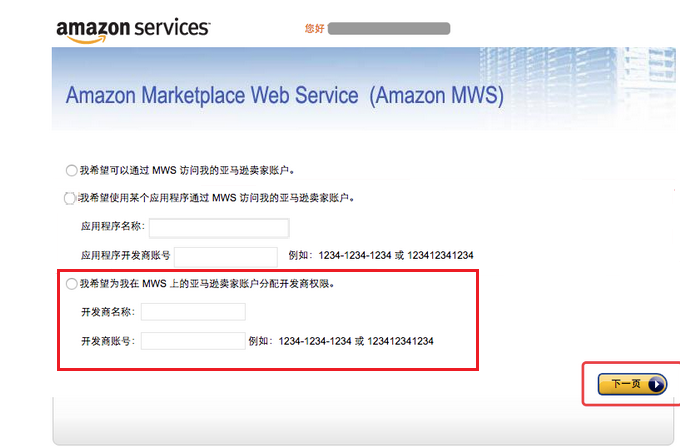 amazon services
您好
Amazon Marketplace Web Service (Amazon MWS)
我希望可以通过 MWS 访问我的亚马逊卖家账户。
我希望使用某个应用程序通过 MWS 访问我的亚马逊卖家账户。
应用程序名称：
应用程序开发商账号 例如： 1234-1234-1234 或 123412341234
我希望为我在 MWS 上的亚马逊卖家账户分配开发商权限。
开发商名称：
开发商账号： 例如： 1234-1234-1234 或 123412341234
下一页